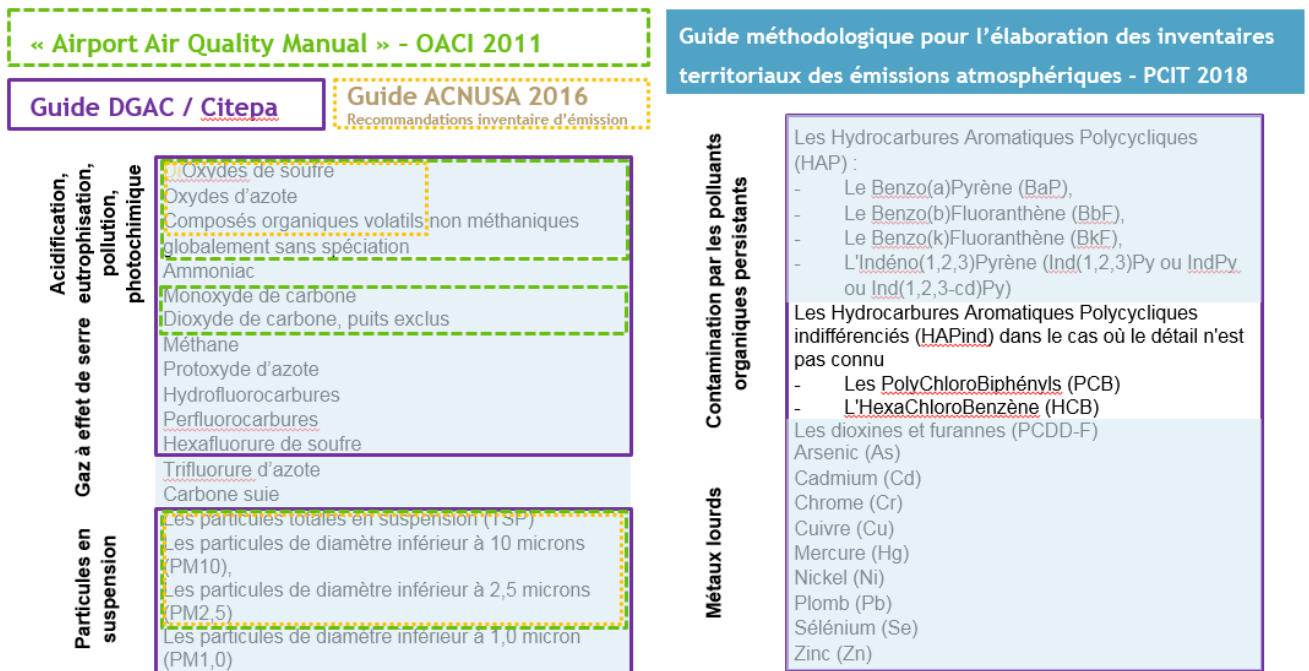 « Airport Air Quality Manual » – OACI 2011
Guide DGAC / Citepa
Guide ACNUSA 2016
Recommandations inventaire d'émission
Acidification,
eutrophisation,
pollution,
photochimique
Oxydes de soufre
Oxydes d'azote
Composés organiques volatils non méthaniques
globalement sans spéciation
Ammoniac
Monoxyde de carbone
Gaz à effet de serre
Dioxyde de carbone, puits exclus
Méthane
Protoxyde d'azote
Hydrofluorocarbures
Perfluorocarbures
Hexafluorure de soufre
Trifluorure d'azote
Carbone suie
Particules en
suspension
Les particules totales en suspension (TSP)
Les particules de diamètre inférieur à 10 microns
(PM10),
Les particules de diamètre inférieur à 2,5 microns
(PM2,5)
Les particules de diamètre inférieur à 1,0 micron
(PM1,0)
Guide méthodologique pour l'élaboration des inventaires
territoriaux des émissions atmosphériques - PCIT 2018
Contamination par les polluants
organiques persistants
Les Hydrocarbures Aromatiques Polycycliques
(HAP) :
- Le Benzo(a)Pyrène (BaP),
- Le Benzo(b)Fluoranthène (BbF),
- Le Benzo(k)Fluoranthène (BkF),
- L'Indéno(1,2,3)Pyrène (Ind(1,2,3)Py ou IndPy
ou Ind(1,2,3-cd)Py)
Les Hydrocarbures Aromatiques Polycycliques
indifférenciés (HAPind) dans le cas où le détail n'est
pas connu
- Les PolyChloroBiphényls (PCB)
- L'HexaChloroBenzène (HCB)
Les dioxines et furannes (PCDD-F)
Métaux lourds
Arsenic (As)
Cadmium (Cd)
Chrome (Cr)
Cuivre (Cu)
Mercure (Hg)
Nickel (Ni)
Plomb (Pb)
Sélénium (Se)
Zinc (Zn)